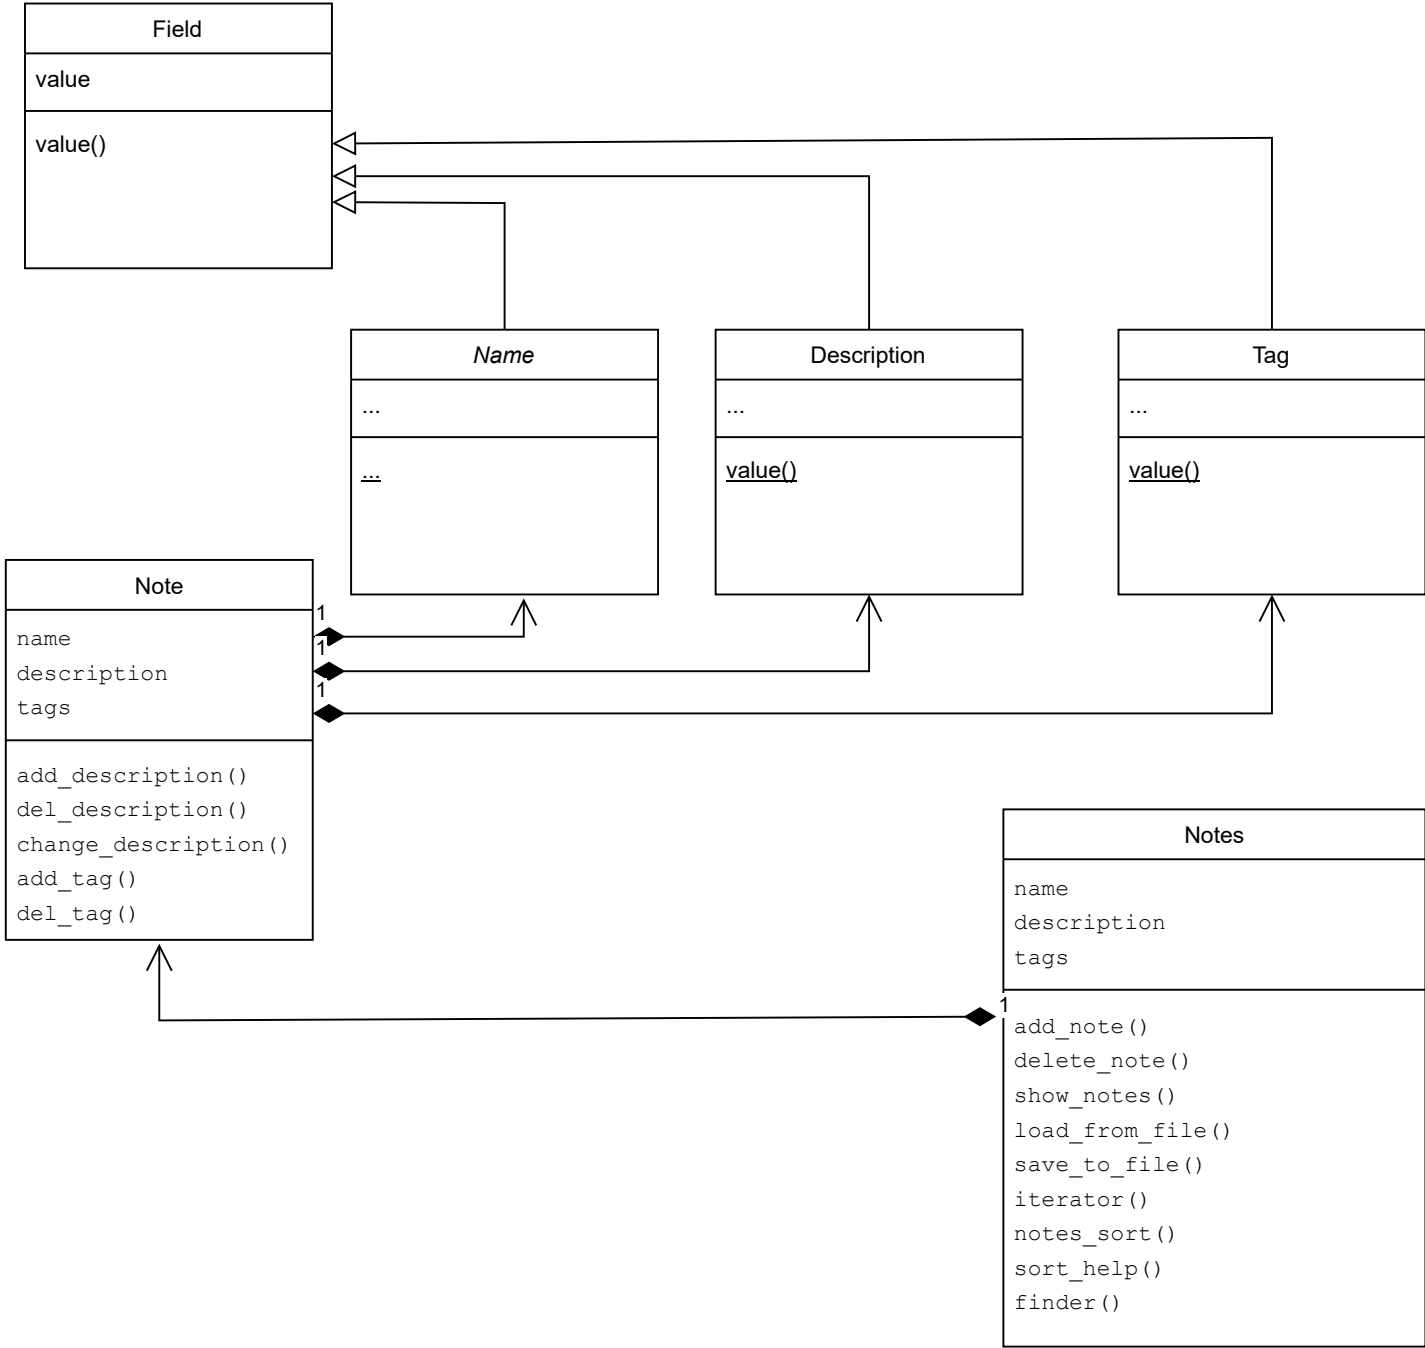 Field
value
value()
Name
...
...
Description
...
value()
Tag
...
value()
Note
name
description
tags
add_description()
del_description()
change_description()
add_tag()
del_tag()
1
1
1
Notes
name
description
tags
1
add_note()
delete_note()
show_notes()
load_from_file()
save_to_file()
iterator()
notes_sort()
sort_help()
finder()